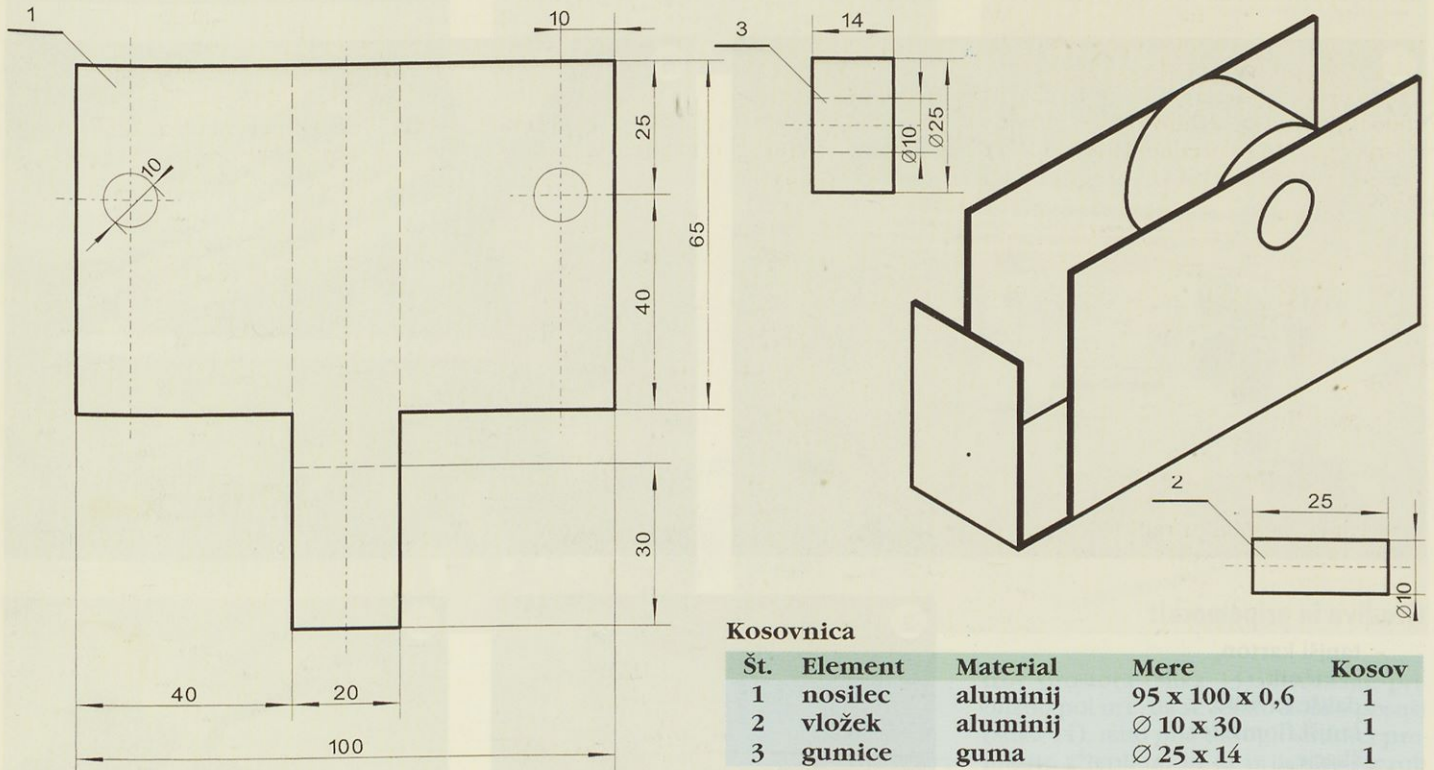 1
10
10
25
40
65
30
40
20
100
3
14
Ø10
Ø25
2
25
Ø10
Kosovnica
Št. Element Material Mere Kosov
1 nosilec aluminij 95 x 100 x 0,6 1
2 vložek aluminij Ø 10 x 30 1
3 gumice guma Ø 25 x 14 1